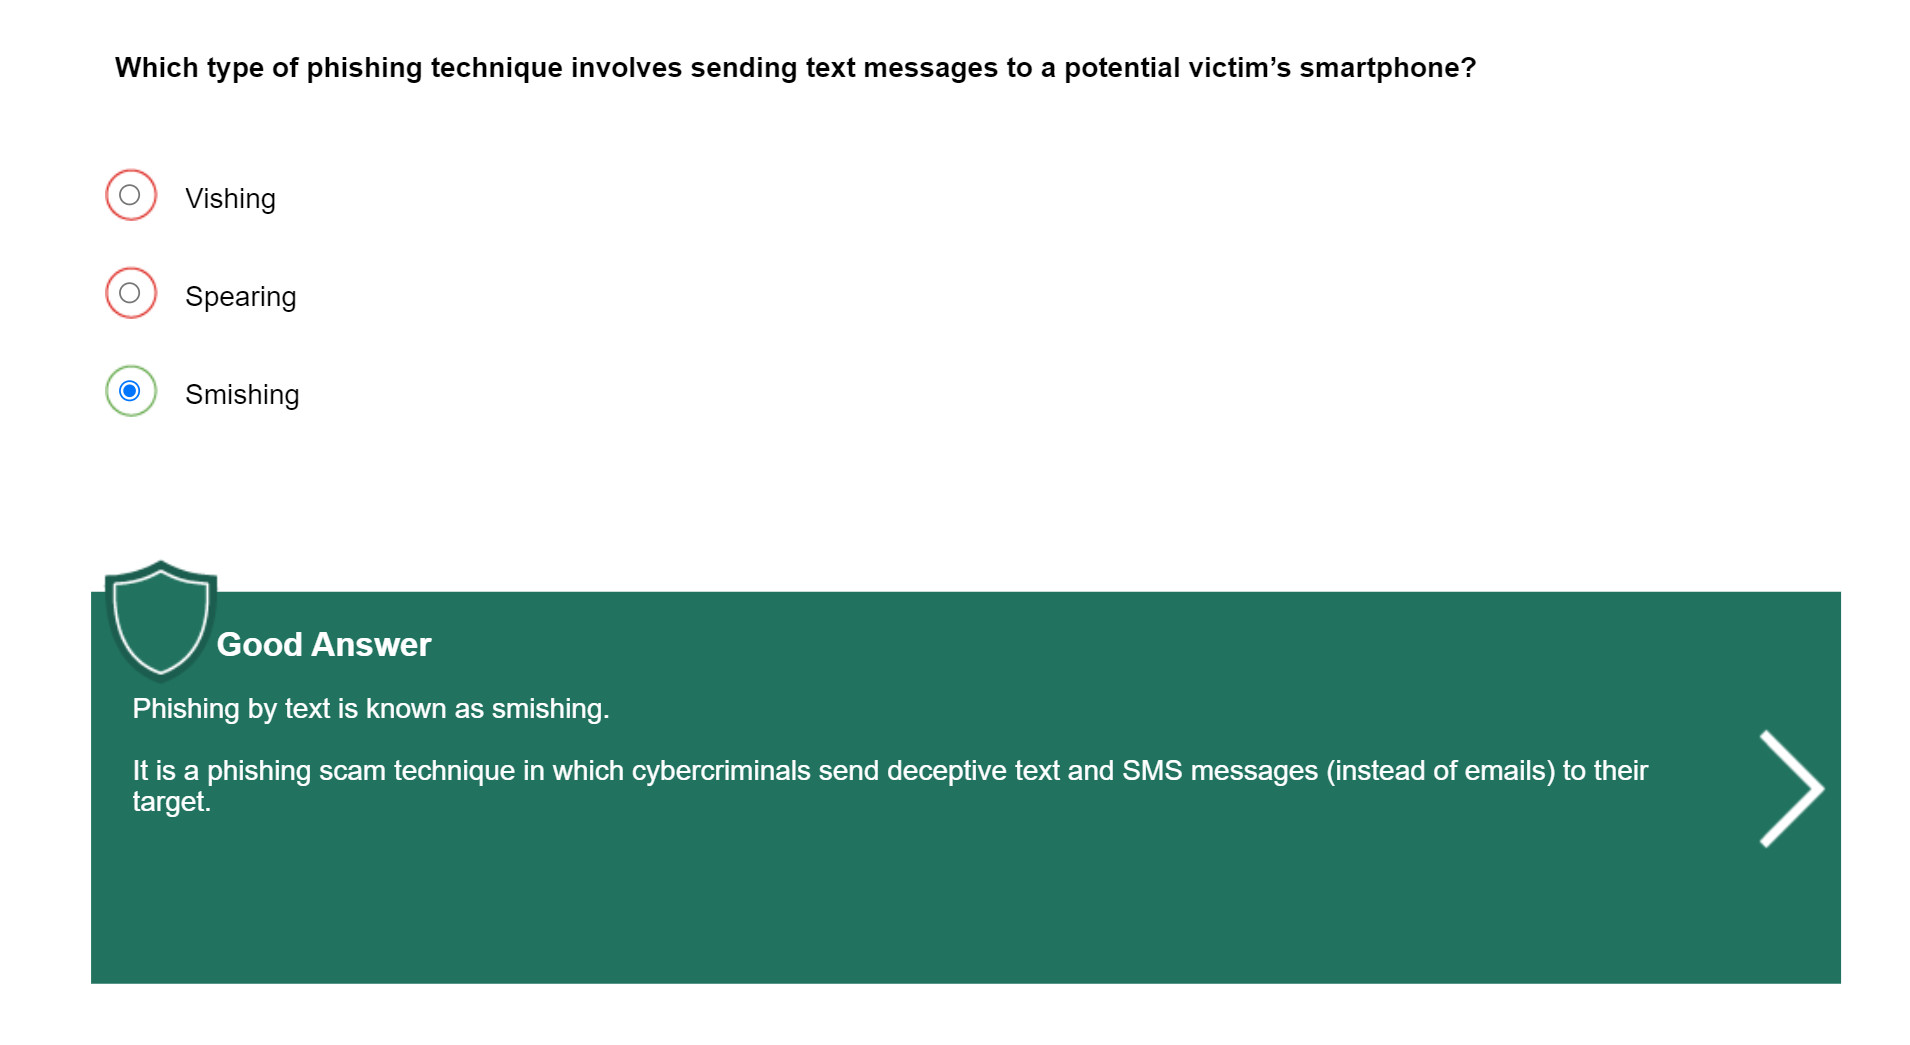 Which type of phishing technique involves sending text messages to a potential victim’s smartphone?
Vishing
Spearing
Smishing
Good Answer
Phishing by text is known as smishing.
It is a phishing scam technique in which cybercriminals send deceptive text and SMS messages (instead of emails) to their
target.